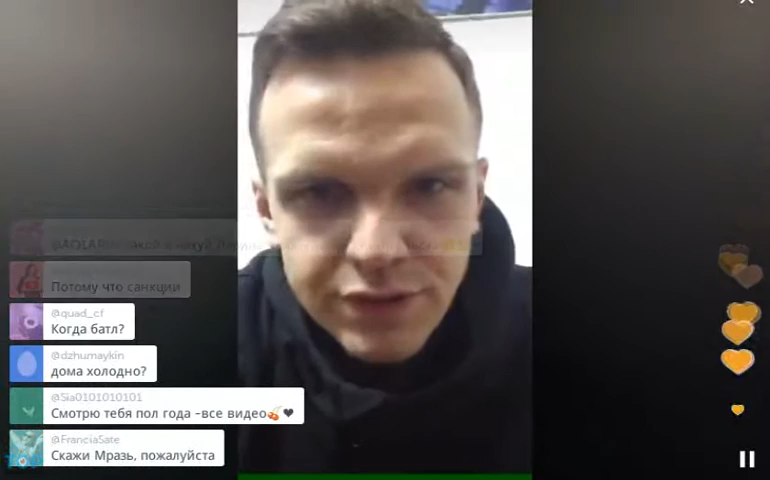 Потому что санкции
@quad_cf
Когда батл?
@dzhumaykin
дома холодно?
@Sia0101010101
Смотрю тебя пол года -все видео🍒❤
@FranciaSate
Скажи Мразь, пожалуйста